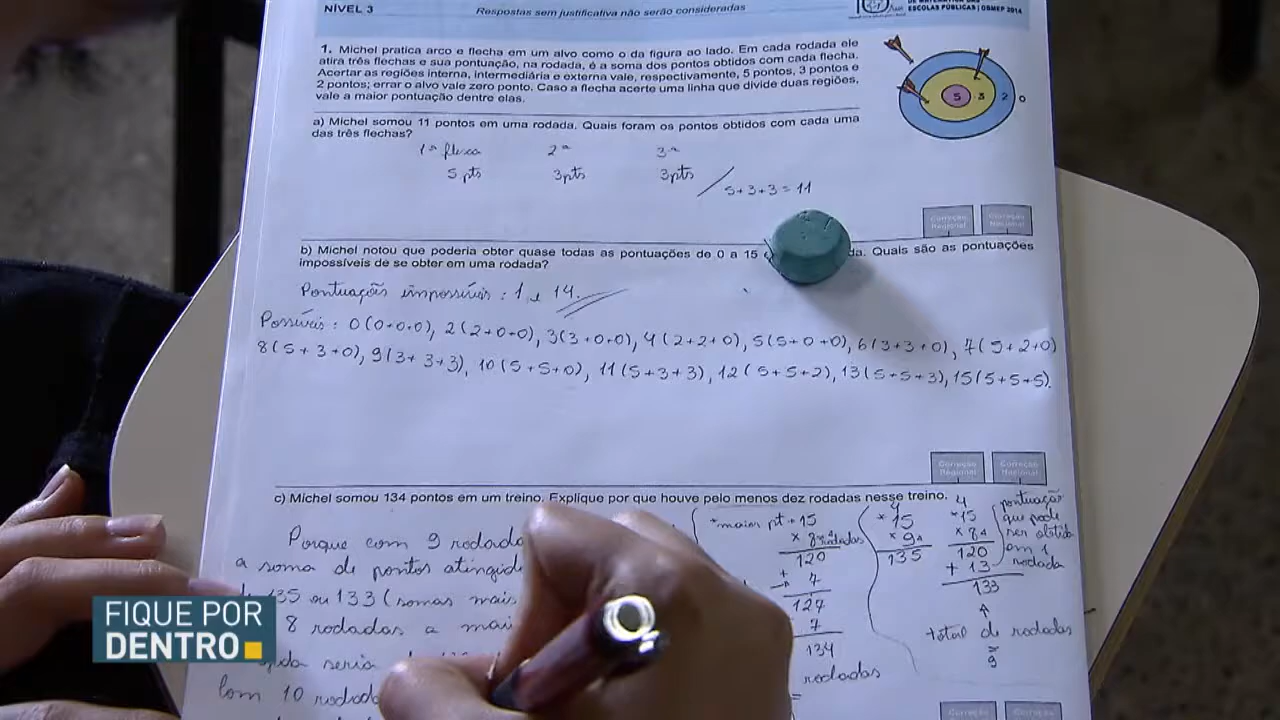 NÍVEL 3
Respostas sem justificativa não serão consideradas
ESCOLAS PÚBLICAS | OBMEP 2014
1. Michel pratica arco e flecha em um alvo como o da figura ao lado. Em cada rodada ele
atira três flechas e sua pontuação, na rodada, é a soma dos pontos obtidos com cada flecha.
Acertar as regiões interna, intermediária e externa vale, respectivamente, 5 pontos, 3 pontos e
2 pontos; errar o alvo vale zero ponto. Caso a flecha acerte uma linha que divide duas regiões,
vale a maior pontuação dentre elas.
5 3 2 0
a) Michel somou 11 pontos em uma rodada. Quais foram os pontos obtidos com cada uma
das três flechas?
1ª flexa 2ª 3ª
5 pts 3pts 3pts
5+3+3 = 11
Correção Regional
Correção Nacional
b) Michel notou que poderia obter quase todas as pontuações de 0 a 15 da. Quais são as pontuações
impossíveis de se obter em uma rodada?
Pontuações impossíveis : 1 e 14.
Possíveis : 0(0+0+0), 2(2+0+0), 3(3+0+0), 4(2+2+0), 5(5+0+0), 6(3+3+0), 7(5+2+0)
8(5+3+0), 9(3+3+3), 10(5+5+0), 11(5+3+3), 12(5+5+2), 13(5+5+3), 15(5+5+5).
Correção Regional
Correção Nacional
c) Michel somou 134 pontos em um treino. Explique por que houve pelo menos dez rodadas nesse treino.
Porque com 9 rodada
a soma de pontos atingid
135 ou 133 (somas mais
8 rodadas a mai
seria
Com 10 rodad
*maior pt = 15
x 8 rodadas
120
+ 7
127
7
134
rodadas
4
*15
x 9
135
4
*15
x 8
120
+ 13
133
pontuação
que pode
ser obtida
em 1
rodada
total de rodadas
=
9
Correção
Correção
FIQUE POR
DENTRO